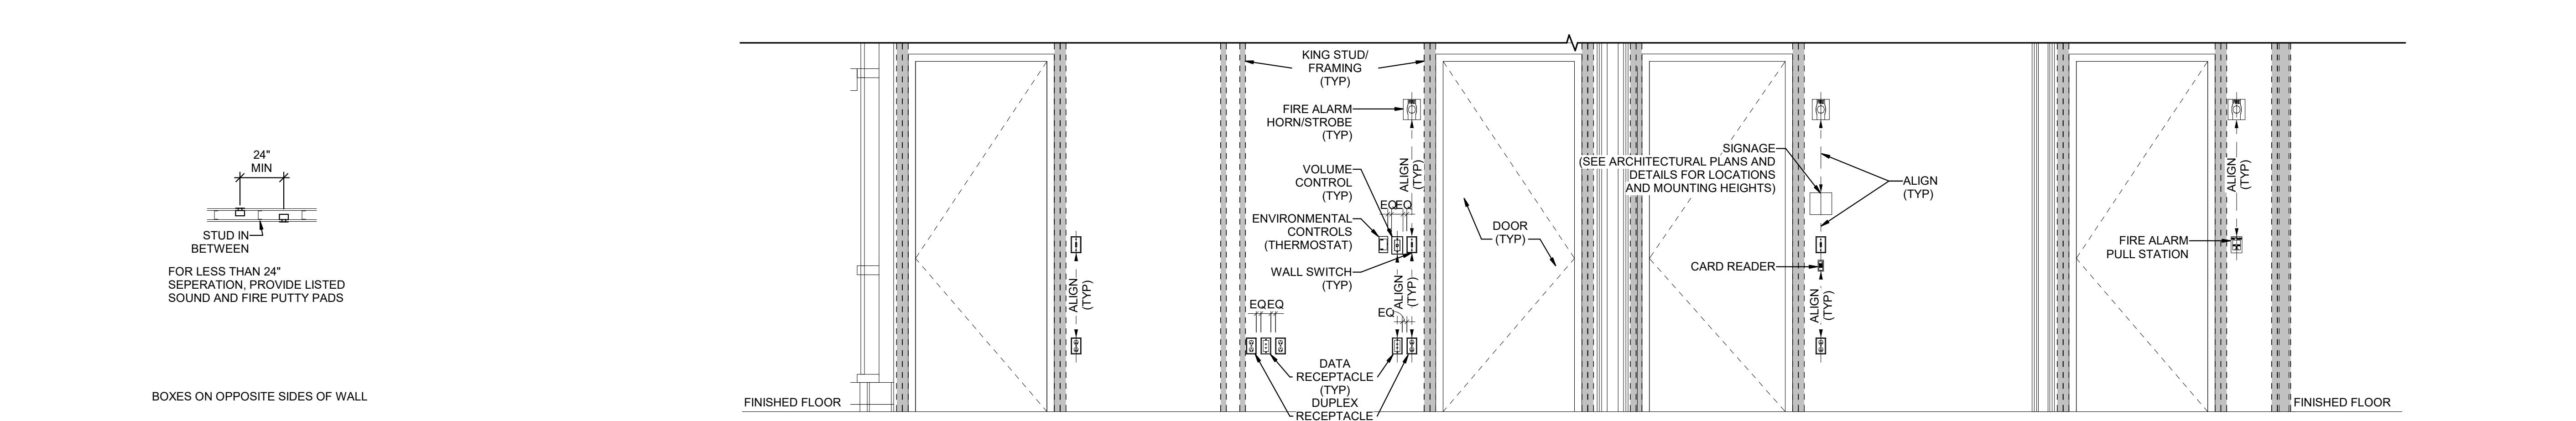 24"
MIN
STUD IN
BETWEEN
FOR LESS THAN 24"
SEPERATION, PROVIDE LISTED
SOUND AND FIRE PUTTY PADS
BOXES ON OPPOSITE SIDES OF WALL
FINISHED FLOOR
ALIGN
(TYP)
KING STUD/
FRAMING
(TYP)
FIRE ALARM
HORN/STROBE
(TYP)
VOLUME
CONTROL
(TYP)
ENVIRONMENTAL
CONTROLS
(THERMOSTAT)
WALL SWITCH
(TYP)
ALIGN
(TYP)
EQ
EQ
ALIGN
(TYP)
EQ
EQ
EQ
DATA
RECEPTACLE
(TYP)
DUPLEX
RECEPTACLE
DOOR
(TYP)
SIGNAGE
(SEE ARCHITECTURAL PLANS AND
DETAILS FOR LOCATIONS
AND MOUNTING HEIGHTS)
CARD READER
ALIGN
(TYP)
ALIGN
(TYP)
FIRE ALARM
PULL STATION
ALIGN
(TYP)
FINISHED FLOOR